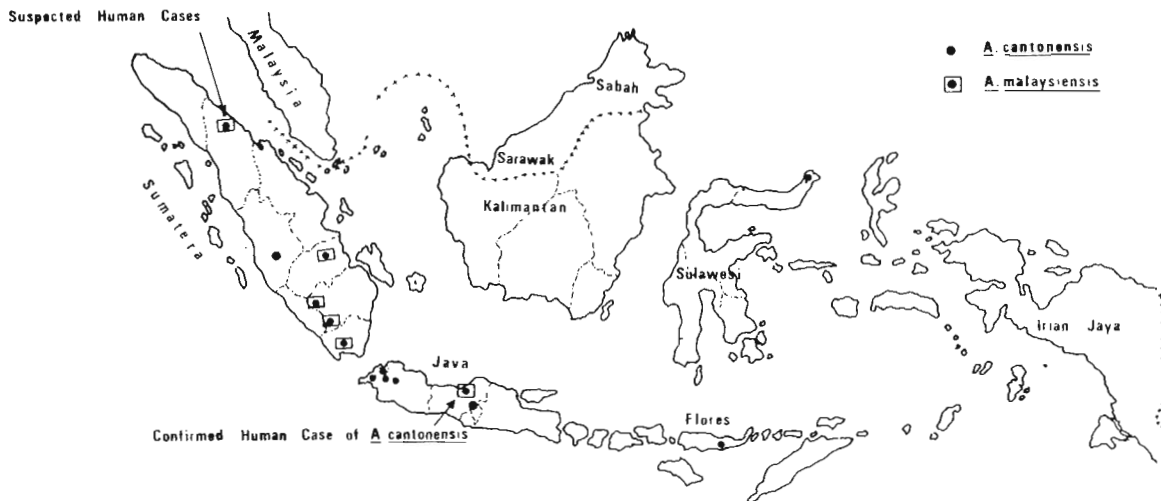 Suspected Human Cases
Malaysia
A. cantonensis
A. malaysiensis
Sabah
Sarawak
Sumatera
Kalimantan
Sulawesi
Irian Jaya
Java
Flores
Confirmed Human Case of A cantonensis